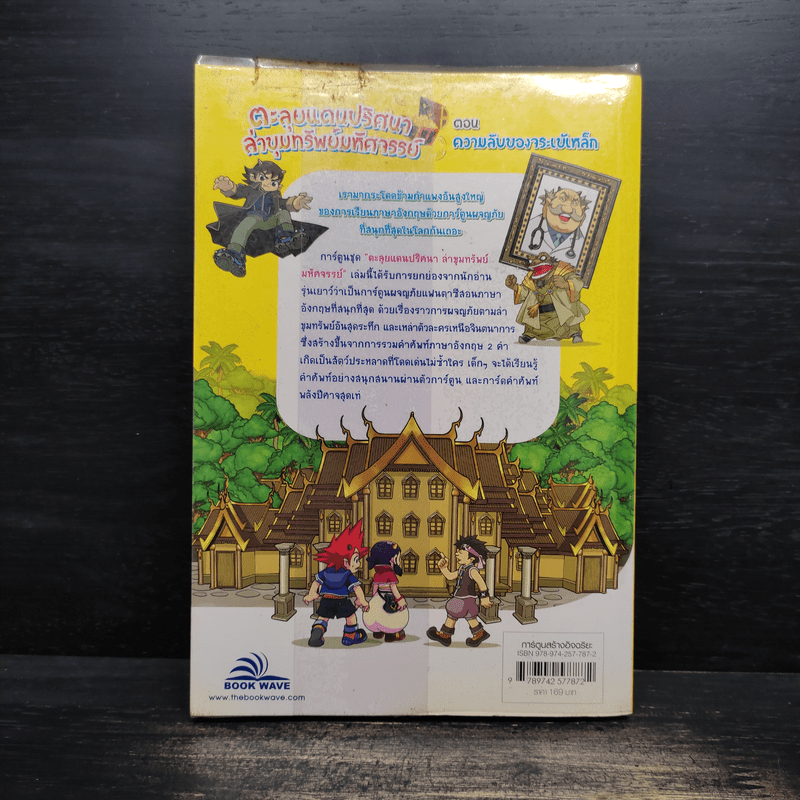 ตะลุยแดนปริศนา
ล่าขุมทรัพย์มหัศจรรย์
ตอน
ความลับของจระเข้เหล็ก
เรามากระโดดข้ามกำแพงอันสูงใหญ่
ของการเรียนภาษาอังกฤษด้วยการ์ตูนผจญภัย
ที่สนุกที่สุดในโลกกันเถอะ
การ์ตูนชุด "ตะลุยแดนปริศนา ล่าขุมทรัพย์
มหัศจรรย์" เล่มนี้ได้รับการยกย่องจากนักอ่าน
รุ่นเยาว์ว่าเป็นการ์ตูนผจญภัยแฟนตาซีสอนภาษา
อังกฤษที่สนุกที่สุด ด้วยเรื่องราวการผจญภัยตามล่า
ขุมทรัพย์อันสุดระทึก และเหล่าตัวละครเหนือจินตนาการ
ซึ่งสร้างขึ้นจากการรวมคำศัพท์ภาษาอังกฤษ 2 คำ
เกิดเป็นสัตว์ประหลาดที่โดดเด่นไม่ซ้ำใคร เด็กๆ จะได้เรียนรู้
คำศัพท์อย่างสนุกสนานผ่านตัวการ์ตูน และการ์ดคำศัพท์
พลังปีศาจสุดเท่
BOOK WAVE
www.thebookwave.com
การ์ตูนสร้างอัจฉริยะ
ISBN 978-974-257-787-2
9 789742 577872
ราคา 169 บาท